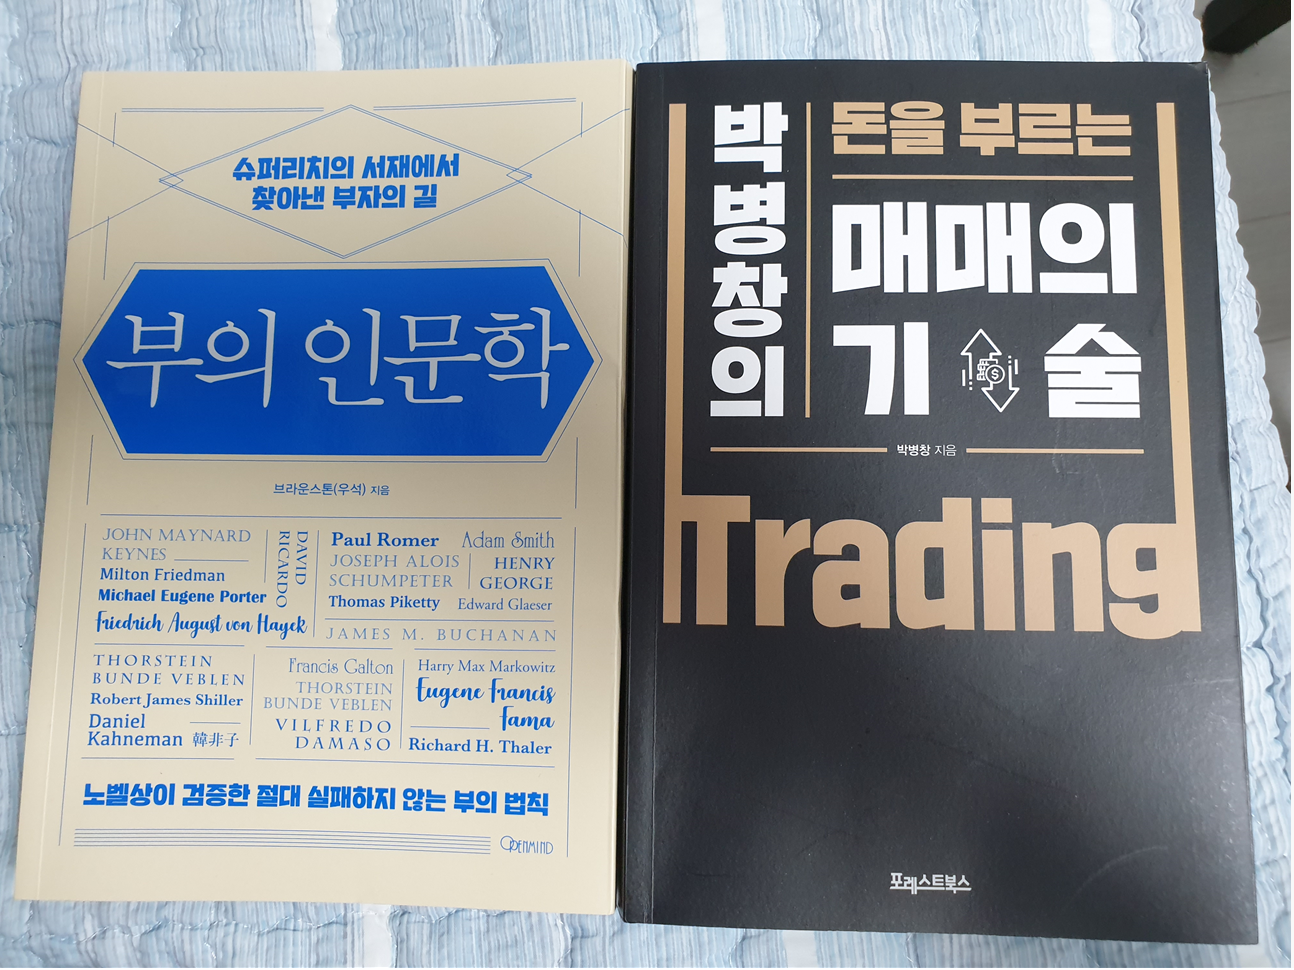 슈퍼리치의 서재에서
찾아낸 부자의 길
부의 인문학
브라운스톤(우석) 지음
JOHN MAYNARD
KEYNES
Milton Friedman
Michael Eugene Porter
Friedrich August von Hayek
DAVID
RICARDO
Paul Romer
Adam Smith
JOSEPH ALOIS
SCHUMPETER
HENRY
GEORGE
Thomas Piketty
Edward Glaeser
JAMES M. BUCHANAN
THORSTEIN
BUNDE VEBLEN
Robert James Shiller
Daniel
Kahneman
韓非子
Francis Galton
THORSTEIN
BUNDE VEBLEN
VILFREDO
DAMASO
Harry Max Markowitz
Eugene Francis
Fama
Richard H. Thaler
노벨상이 검증한 절대 실패하지 않는 부의 법칙
OPENMIND
박병창의
돈을 부르는
매매의
기술
$
박병창 지음
Trading
포레스트북스